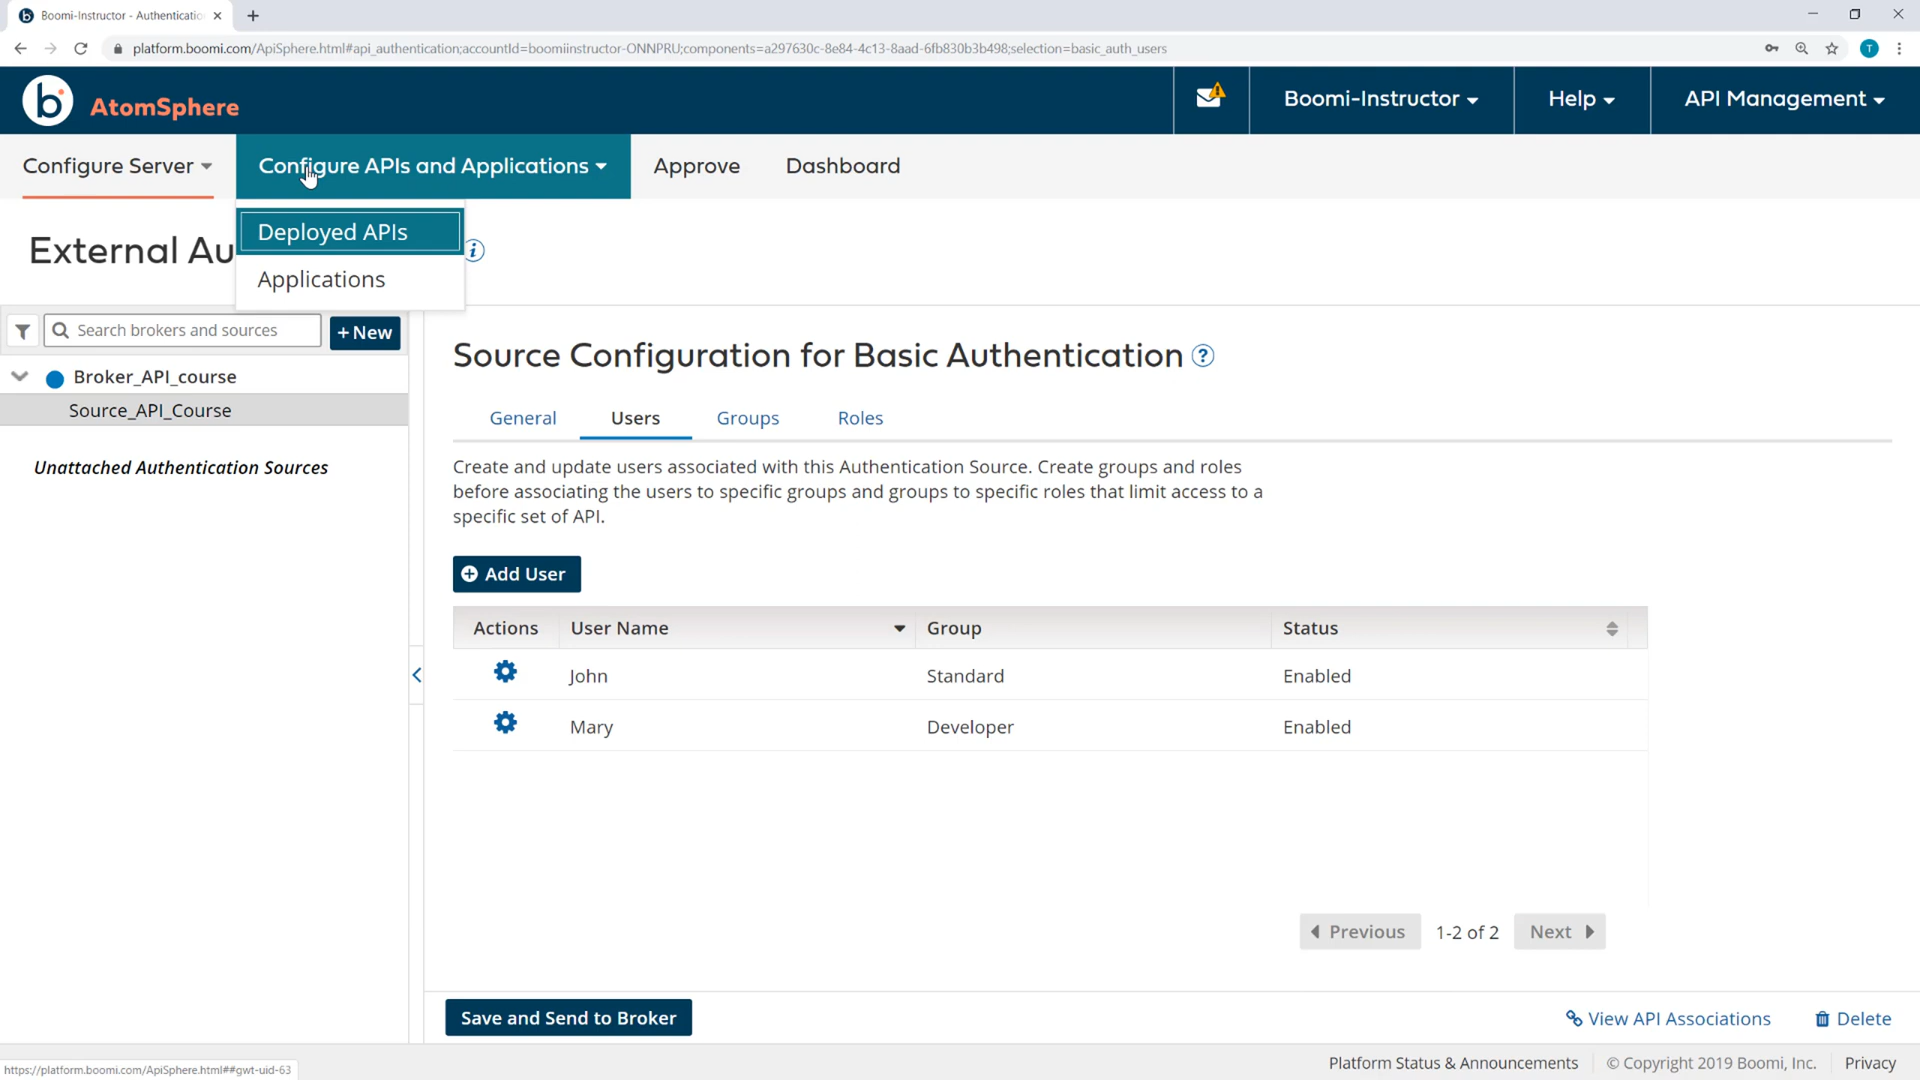 Boomi-Instructor - Authenticatio
platform.boomi.com/ApiSphere.html#api_authentication;accountId=boomiinstructor-ONNPRU;components=a297630c-8e84-4c13-8aad-6fb830b3b498;selection=basic_auth_users
T
b AtomSphere
Boomi-Instructor
Help
API Management
Configure Server
Configure APIs and Applications
Approve
Dashboard
Deployed APIs
Applications
External Au
Search brokers and sources
+ New
Broker_API_course
Source_API_Course
Unattached Authentication Sources
Source Configuration for Basic Authentication ?
General
Users
Groups
Roles
Create and update users associated with this Authentication Source. Create groups and roles
before associating the users to specific groups and groups to specific roles that limit access to a
specific set of API.
Add User
Actions User Name Group Status
John Standard Enabled
Mary Developer Enabled
Previous 1-2 of 2 Next
Save and Send to Broker
View API Associations
Delete
https://platform.boomi.com/ApiSphere.html##gwt-uid-63
Platform Status & Announcements
© Copyright 2019 Boomi, Inc.
Privacy